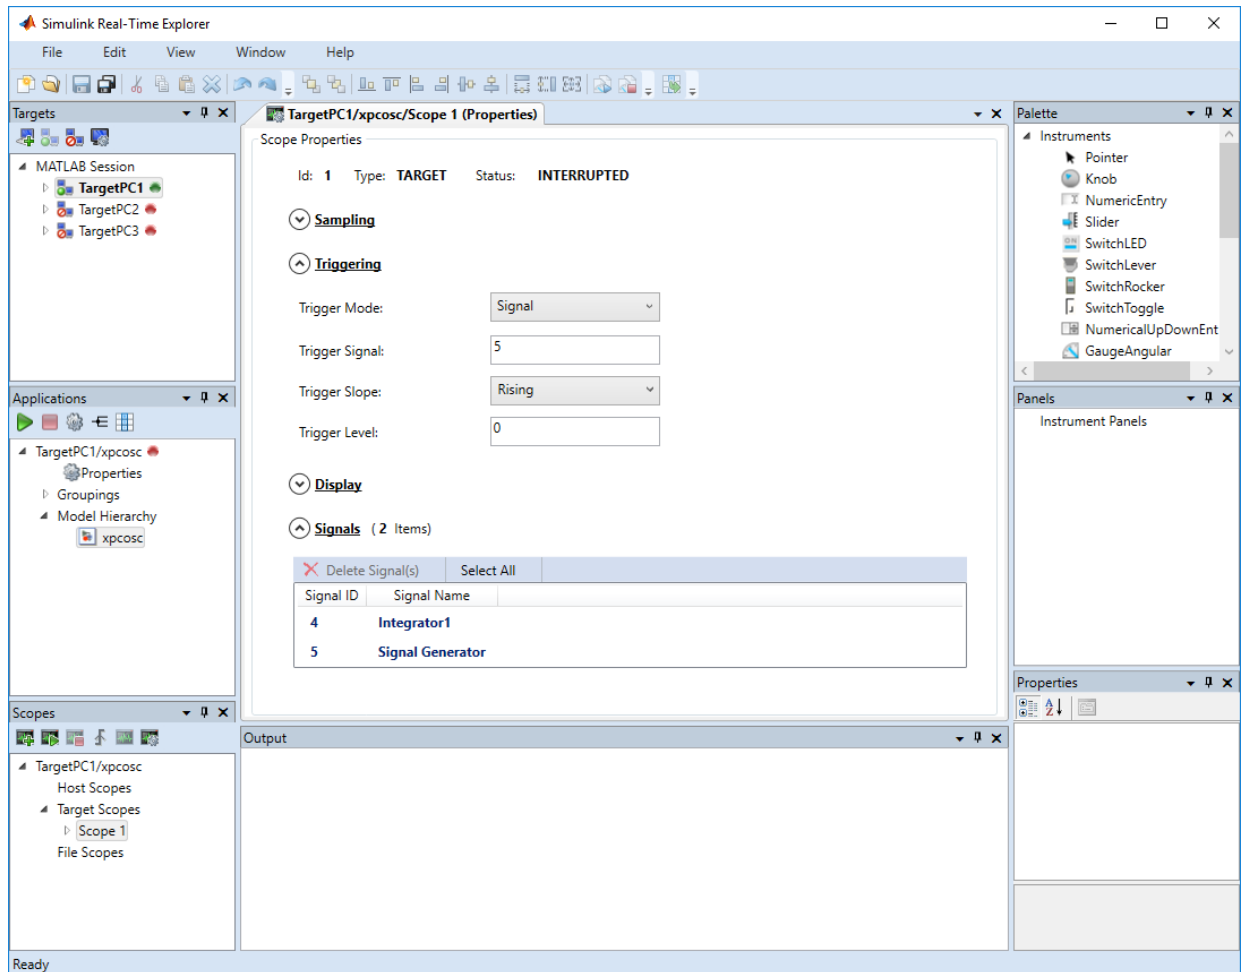 Simulink Real-Time Explorer
File Edit View Window Help
Targets
MATLAB Session
TargetPC1
TargetPC2
TargetPC3
Applications
TargetPC1/xpcosc
Properties
Groupings
Model Hierarchy
xpcosc
Scopes
TargetPC1/xpcosc
Host Scopes
Target Scopes
Scope 1
File Scopes
TargetPC1/xpcosc/Scope 1 (Properties)
Scope Properties
Id: 1 Type: TARGET Status: INTERRUPTED
Sampling
Triggering
Trigger Mode: Signal
Trigger Signal: 5
Trigger Slope: Rising
Trigger Level: 0
Display
Signals ( 2 Items)
Delete Signal(s) Select All
Signal ID Signal Name
4 Integrator1
5 Signal Generator
Output
Palette
Instruments
Pointer
Knob
NumericEntry
Slider
SwitchLED
SwitchLever
SwitchRocker
SwitchToggle
NumericalUpDownEnt
GaugeAngular
Panels
Instrument Panels
Properties
Ready